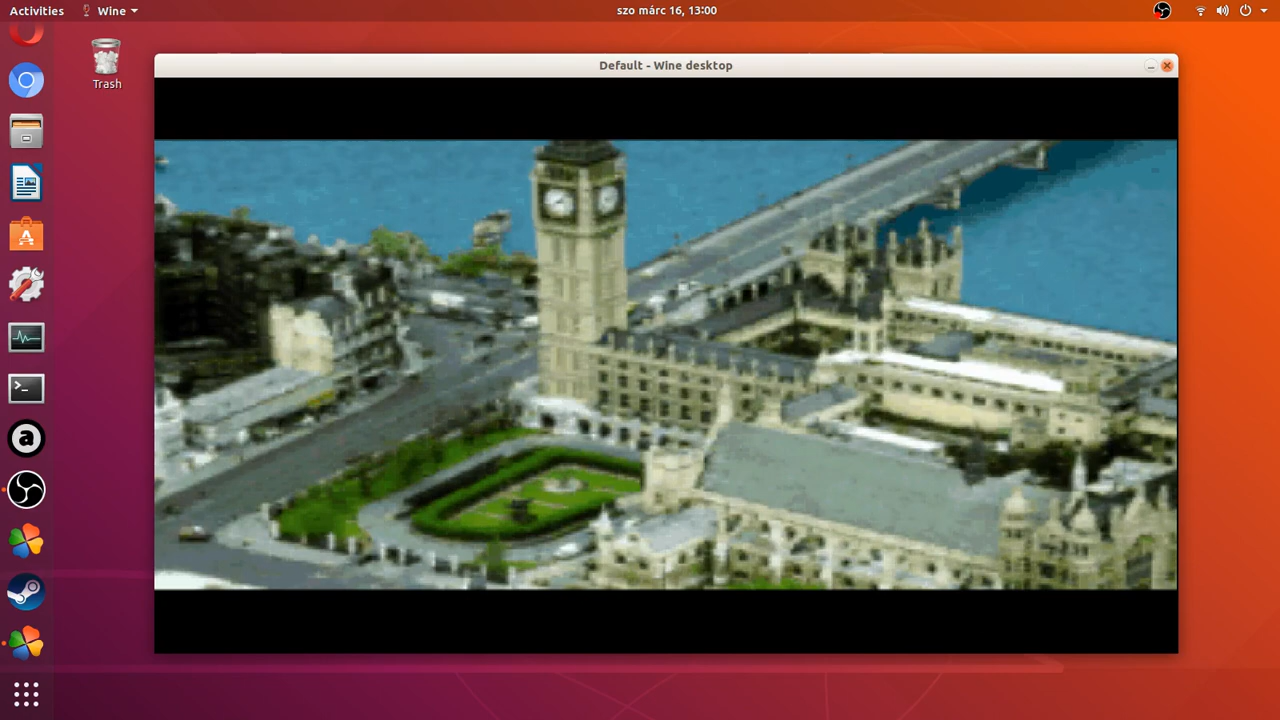 Activities
Wine
szo márc 16, 13:00
Trash
Default - Wine desktop